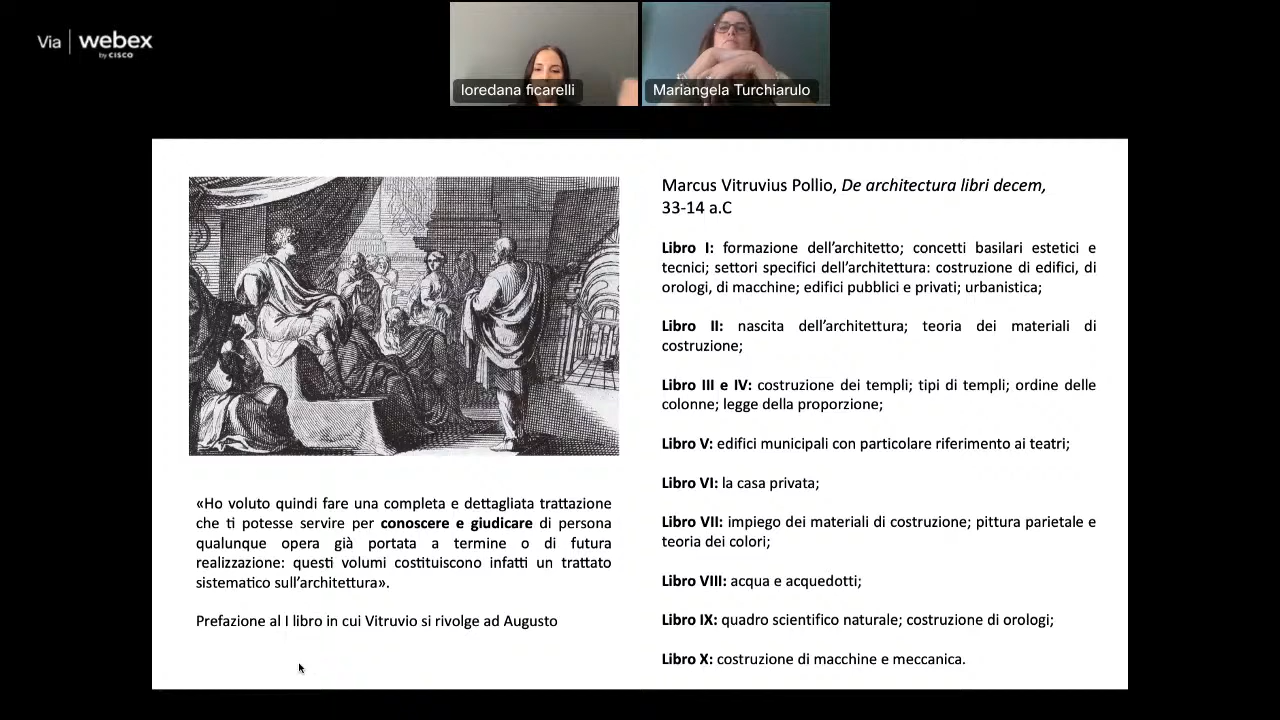 Via webex
by CISCO
loredana ficarelli
Mariangela Turchiarulo
Marcus Vitruvius Pollio, De architectura libri decem,
33-14 a.C
Libro I: formazione dell’architetto; concetti basilari estetici e
tecnici; settori specifici dell’architettura: costruzione di edifici, di
orologi, di macchine; edifici pubblici e privati; urbanistica;
Libro II: nascita dell’architettura; teoria dei materiali di
costruzione;
Libro III e IV: costruzione dei templi; tipi di templi; ordine delle
colonne; legge della proporzione;
Libro V: edifici municipali con particolare riferimento ai teatri;
Libro VI: la casa privata;
Libro VII: impiego dei materiali di costruzione; pittura parietale e
teoria dei colori;
Libro VIII: acqua e acquedotti;
Libro IX: quadro scientifico naturale; costruzione di orologi;
Libro X: costruzione di macchine e meccanica.
«Ho voluto quindi fare una completa e dettagliata trattazione
che ti potesse servire per conoscere e giudicare di persona
qualunque opera già portata a termine o di futura
realizzazione: questi volumi costituiscono infatti un trattato
sistematico sull’architettura».
Prefazione al I libro in cui Vitruvio si rivolge ad Augusto